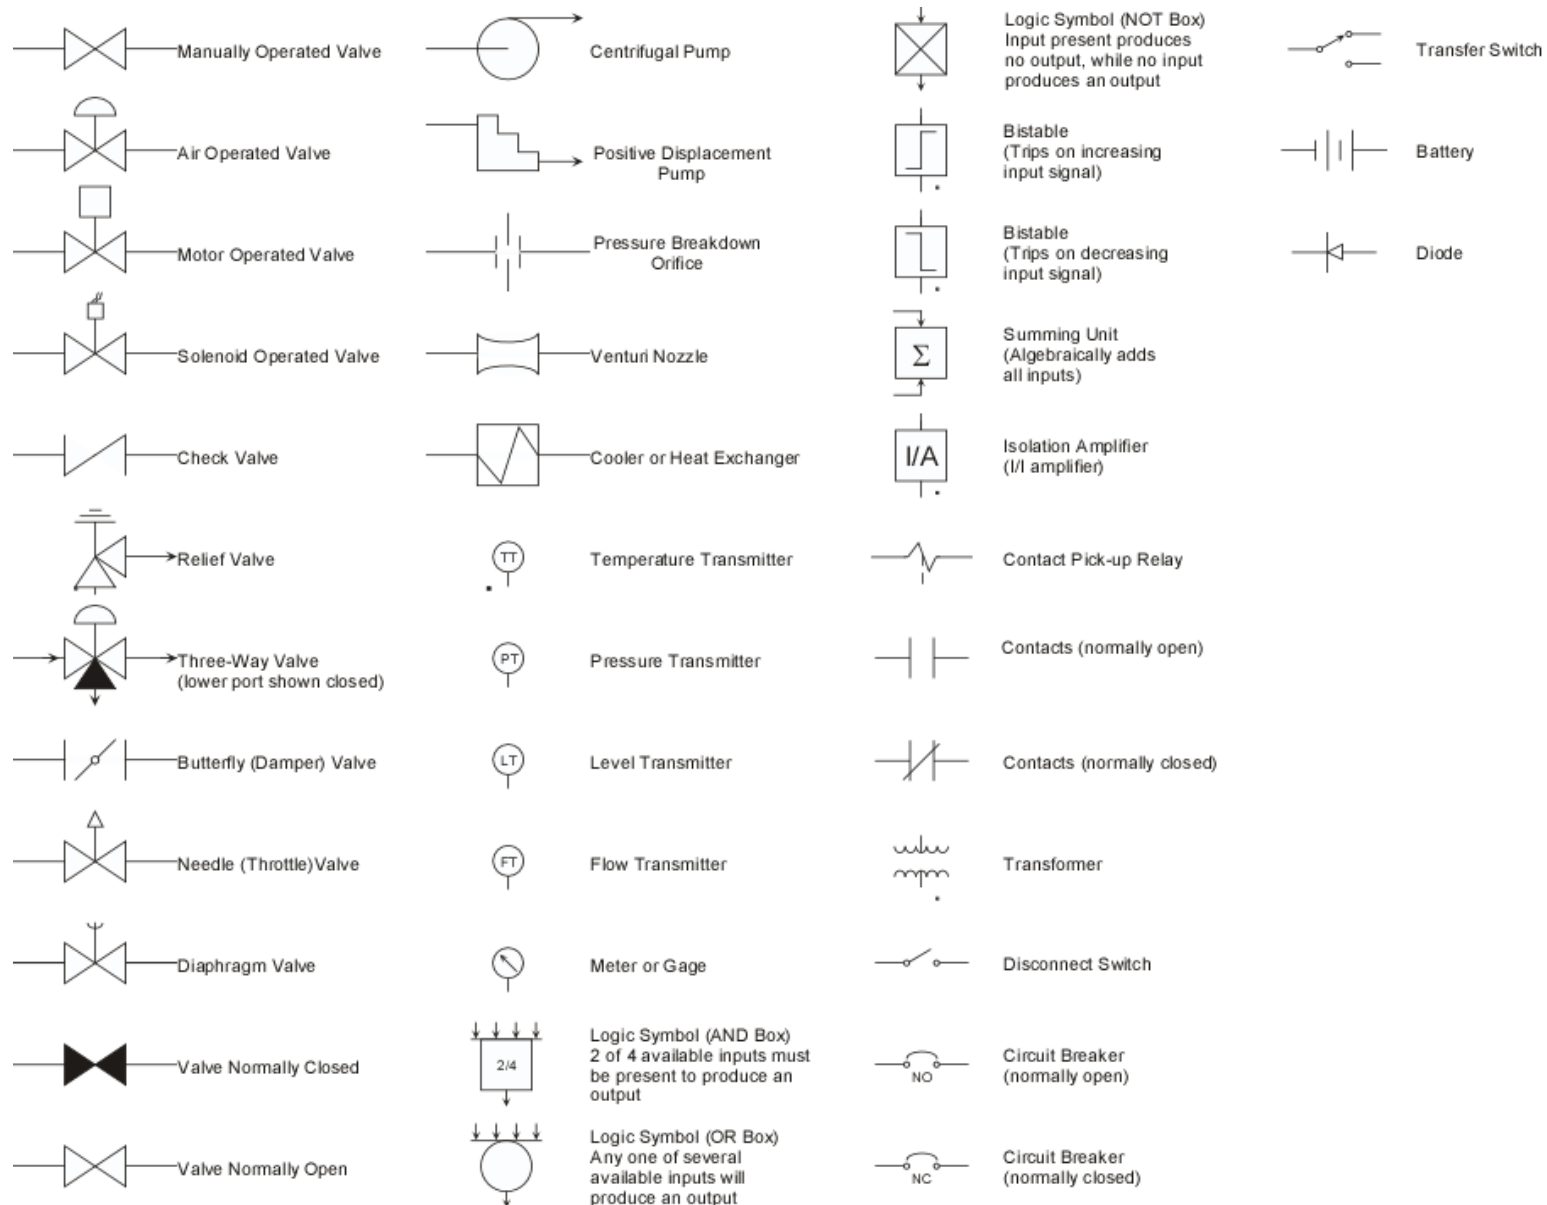 Manually Operated Valve
Air Operated Valve
Motor Operated Valve
Solenoid Operated Valve
Check Valve
Relief Valve
Three-Way Valve
(lower port shown closed)
Butterfly (Damper) Valve
Needle (Throttle) Valve
Diaphragm Valve
Valve Normally Closed
Valve Normally Open
Centrifugal Pump
Positive Displacement
Pump
Pressure Breakdown
Orifice
Venturi Nozzle
Cooler or Heat Exchanger
TT
Temperature Transmitter
PT
Pressure Transmitter
LT
Level Transmitter
FT
Flow Transmitter
Meter or Gage
2/4
Logic Symbol (AND Box)
2 of 4 available inputs must
be present to produce an
output
Logic Symbol (OR Box)
Any one of several
available inputs will
produce an output
Logic Symbol (NOT Box)
Input present produces
no output, while no input
produces an output
Bistable
(Trips on increasing
input signal)
Bistable
(Trips on decreasing
input signal)
Σ
Summing Unit
(Algebraically adds
all inputs)
I/A
Isolation Amplifier
(I/I amplifier)
Contact Pick-up Relay
Contacts (normally open)
Contacts (normally closed)
Transformer
Disconnect Switch
NO
Circuit Breaker
(normally open)
NC
Circuit Breaker
(normally closed)
Transfer Switch
Battery
Diode